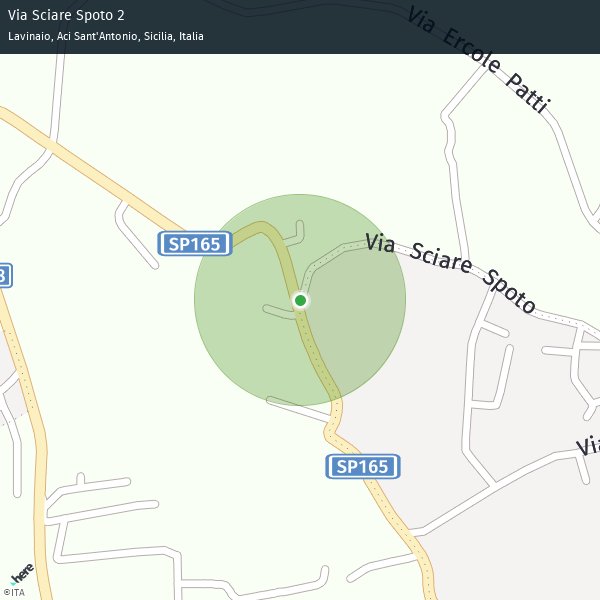 Via Sciare Spoto 2
Lavinaio, Aci Sant'Antonio, Sicilia, Italia
Via Ercole Patti
SP165
Via Sciare Spoto
8
Via
SP165
here
©ITA